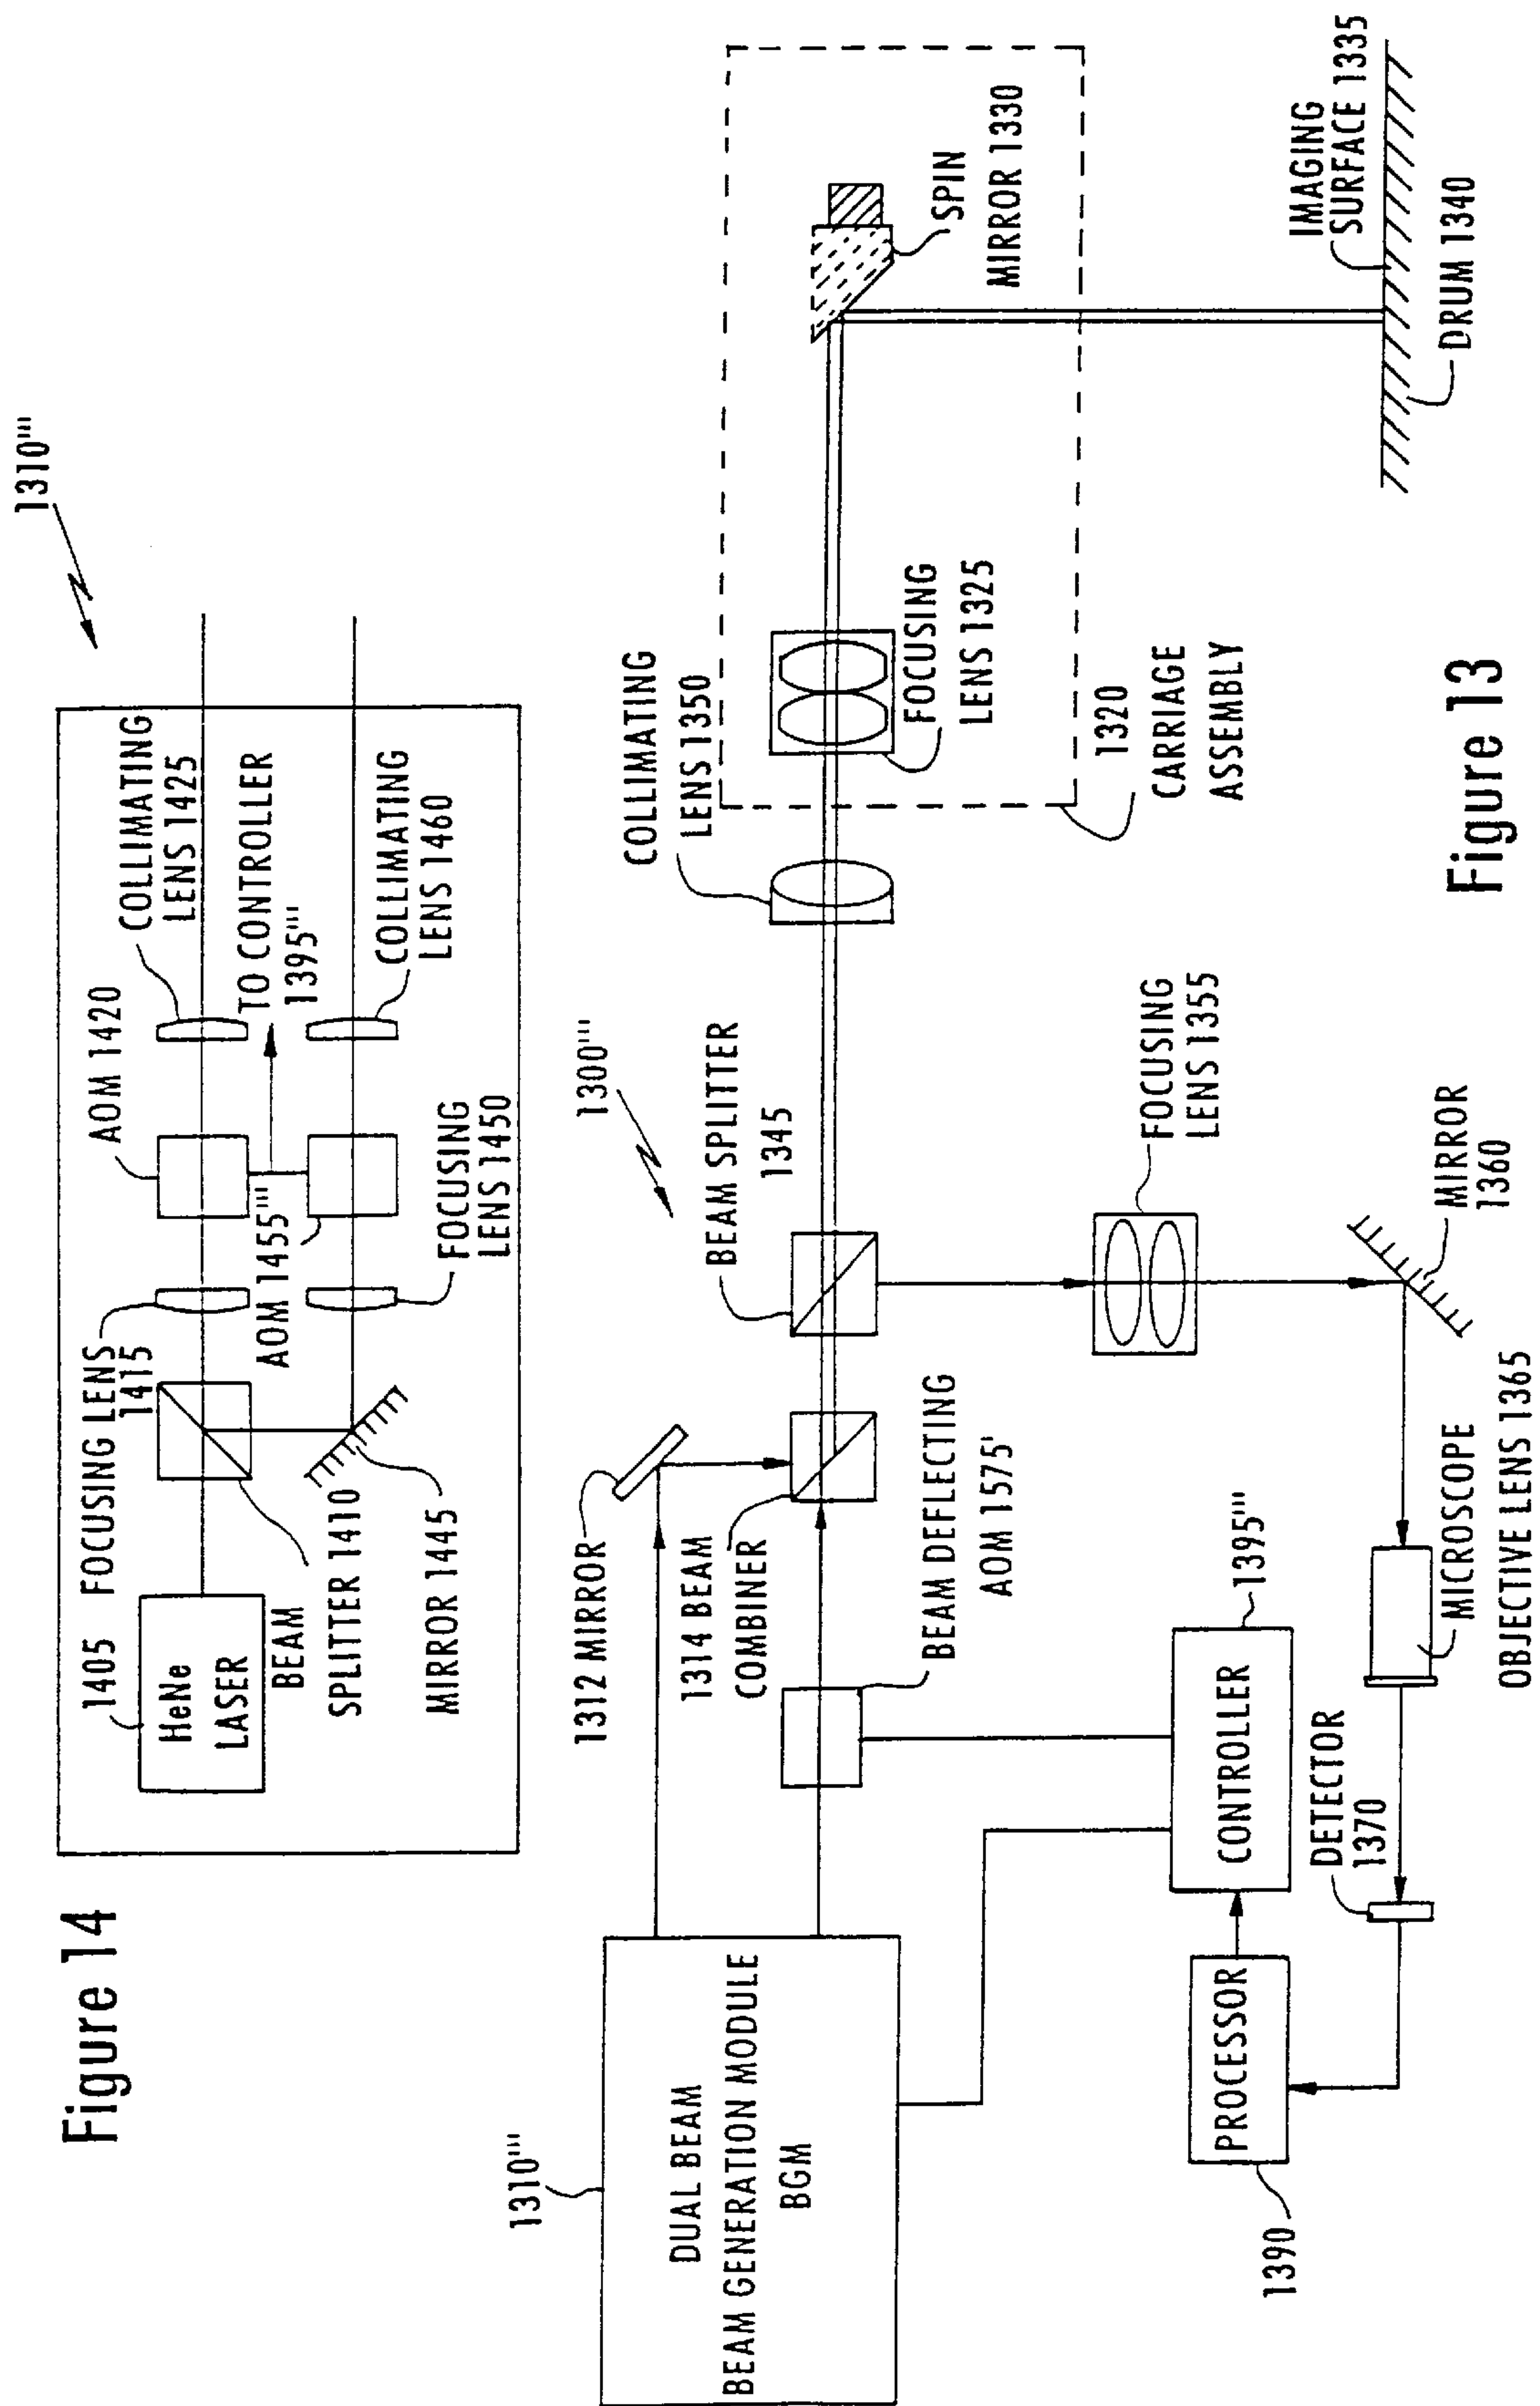 Figure 14
1310'''
1405
HeNe
LASER
FOCUSING LENS
1415
BEAM
SPLITTER 1410
MIRROR 1445
AOM 1420
AOM 1455'''
FOCUSING
LENS 1450
COLLIMATING
LENS 1425
TO CONTROLLER
1395'''
COLLIMATING
LENS 1460
1300'''
1310'''
DUAL BEAM
BEAM GENERATION MODULE
BGM
1312 MIRROR
1314 BEAM
COMBINER
BEAM DEFLECTING
AOM 1575'
BEAM SPLITTER
1345
COLLIMATING
LENS 1350
FOCUSING
LENS 1325
1320
CARRIAGE
ASSEMBLY
SPIN
MIRROR 1330
IMAGING
SURFACE 1335
DRUM 1340
FOCUSING
LENS 1355
MIRROR
1360
MICROSCOPE
OBJECTIVE LENS 1365
1395'''
CONTROLLER
DETECTOR
1370
PROCESSOR
1390
Figure 13